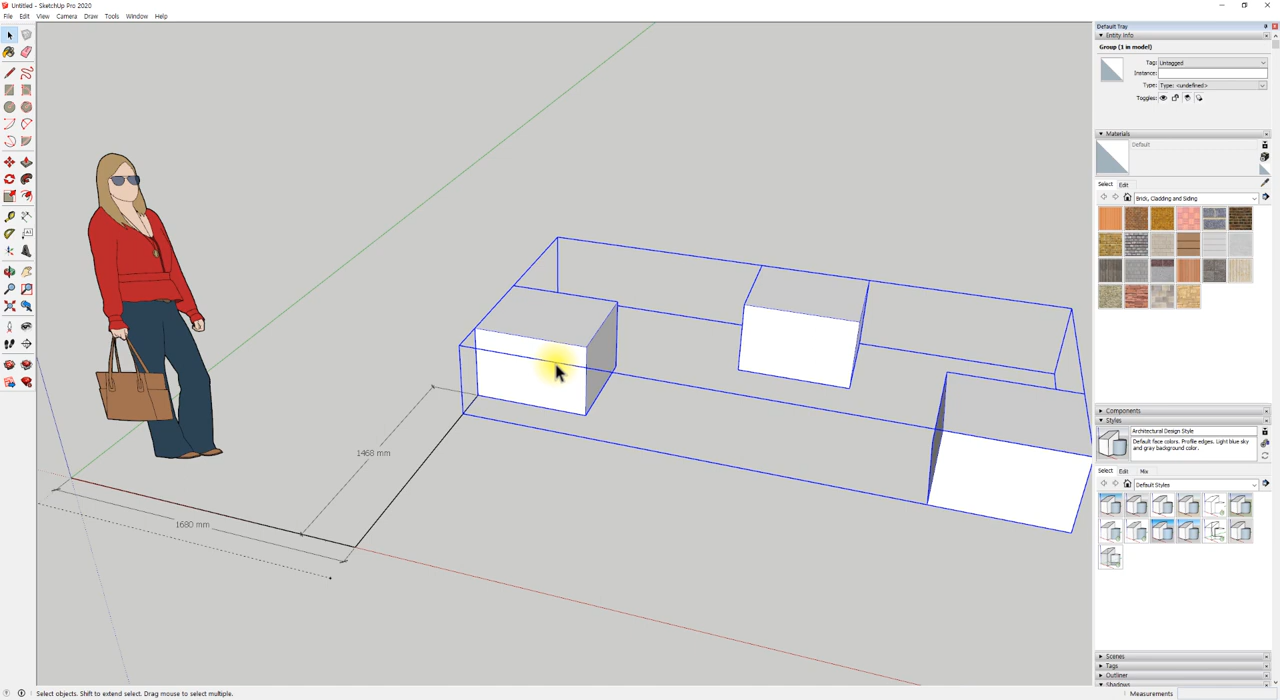 Untitled - SketchUp Pro 2020
File Edit View Camera Draw Tools Window Help
Default Tray
Entity Info
Group (1 in model)
Tag: Untagged
Instance:
Type: Type: <undefined>
Toggles:
Materials
Default
Select Edit
Brick, Cladding and Siding
1468 mm
1680 mm
Components
Styles
Architectural Design Style
Default face colors. Profile edges. Light blue sky
and gray background color.
Select Edit Mix
Default Styles
Scenes
Tags
Outliner
Shadows
Select objects. Shift to extend select. Drag mouse to select multiple.
Measurements